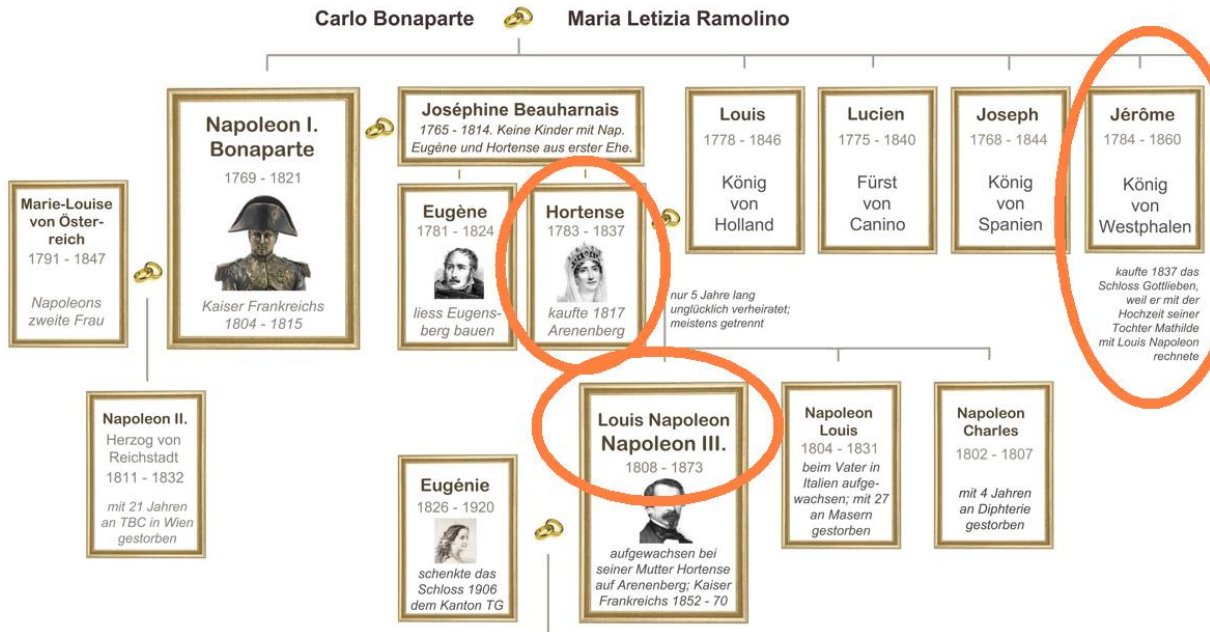 Carlo Bonaparte
Maria Letizia Ramolino
Napoleon I.
Bonaparte
1769 - 1821
Kaiser Frankreichs
1804 - 1815
Joséphine Beauharnais
1765 - 1814. Keine Kinder mit Nap.
Eugène und Hortense aus erster Ehe.
Louis
1778 - 1846
König
von
Holland
Lucien
1775 - 1840
Fürst
von
Canino
Joseph
1768 - 1844
König
von
Spanien
Jérôme
1784 - 1860
König
von
Westphalen
kaufte 1837 das
Schloss Gottlieben,
weil er mit der
Hochzeit seiner
Tochter Mathilde
mit Louis Napoleon
rechnete
Marie-Louise
von Öster-
reich
1791 - 1847
Napoleons
zweite Frau
Eugène
1781 - 1824
liess Eugens-
berg bauen
Hortense
1783 - 1837
kaufte 1817
Arenenberg
nur 5 Jahre lang
unglücklich verheiratet;
meistens getrennt
Napoleon II.
Herzog von
Reichstadt
1811 - 1832
mit 21 Jahren
an TBC in Wien
gestorben
Eugénie
1826 - 1920
schenkte das
Schloss 1906
dem Kanton TG
Louis Napoleon
Napoleon III.
1808 - 1873
aufgewachsen bei
seiner Mutter Hortense
auf Arenenberg; Kaiser
Frankreichs 1852 - 70
Napoleon
Louis
1804 - 1831
beim Vater in
Italien aufge-
wachsen; mit 27
an Masern
gestorben
Napoleon
Charles
1802 - 1807
mit 4 Jahren
an Diphterie
gestorben